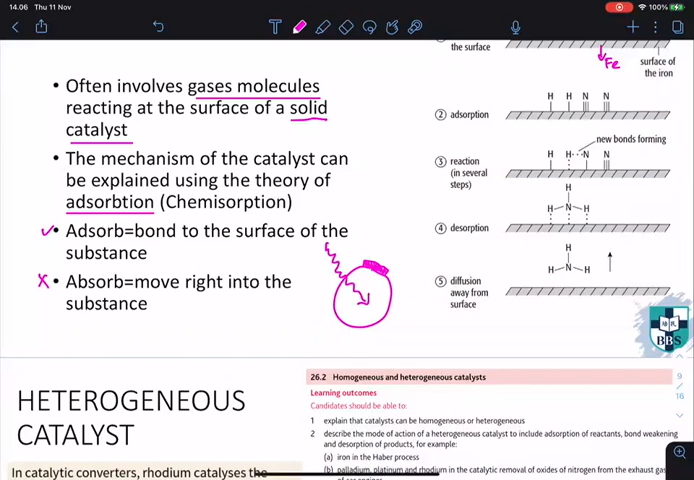 14.06 Thu 11 Nov
100%
the surface
Fe
surface of
the iron
• Often involves gases molecules
reacting at the surface of a solid
catalyst
• The mechanism of the catalyst can
be explained using the theory of
adsorbtion (Chemisorption)
• Adsorb=bond to the surface of the
substance
• Absorb=move right into the
substance
H H N N
2 adsorption
new bonds forming
3 reaction
(in several
steps)
H H N N
H
H N H
4 desorption
H
H N H
5 diffusion
away from
surface
BBS
9
/
16
HETEROGENEOUS
CATALYST
In catalytic converters, rhodium catalyses the
26.2 Homogeneous and heterogeneous catalysts
Learning outcomes
Candidates should be able to:
1 explain that catalysts can be homogeneous or heterogeneous
2 describe the mode of action of a heterogeneous catalyst to include adsorption of reactants, bond weakening
and desorption of products, for example:
(a) iron in the Haber process
(b) palladium, platinum and rhodium in the catalytic removal of oxides of nitrogen from the exhaust gas